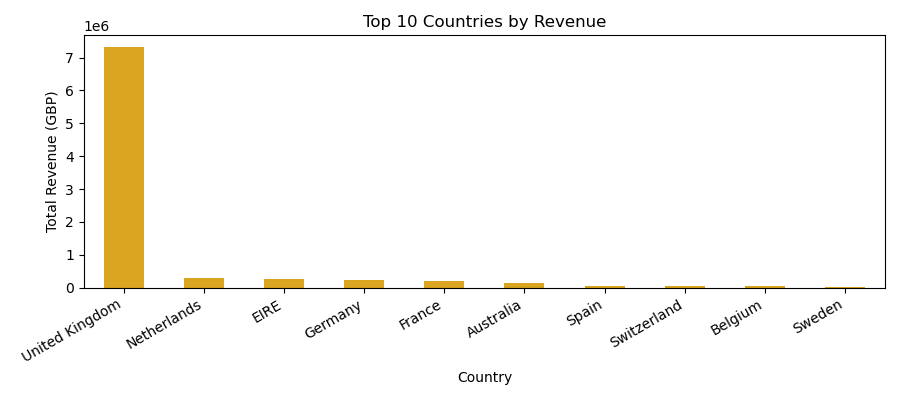 Top 10 Countries by Revenue
1e6
Total Revenue (GBP)
7
6
5
4
3
2
1
0
United Kingdom
Netherlands
EIRE
Germany
France
Australia
Spain
Switzerland
Belgium
Sweden
Country